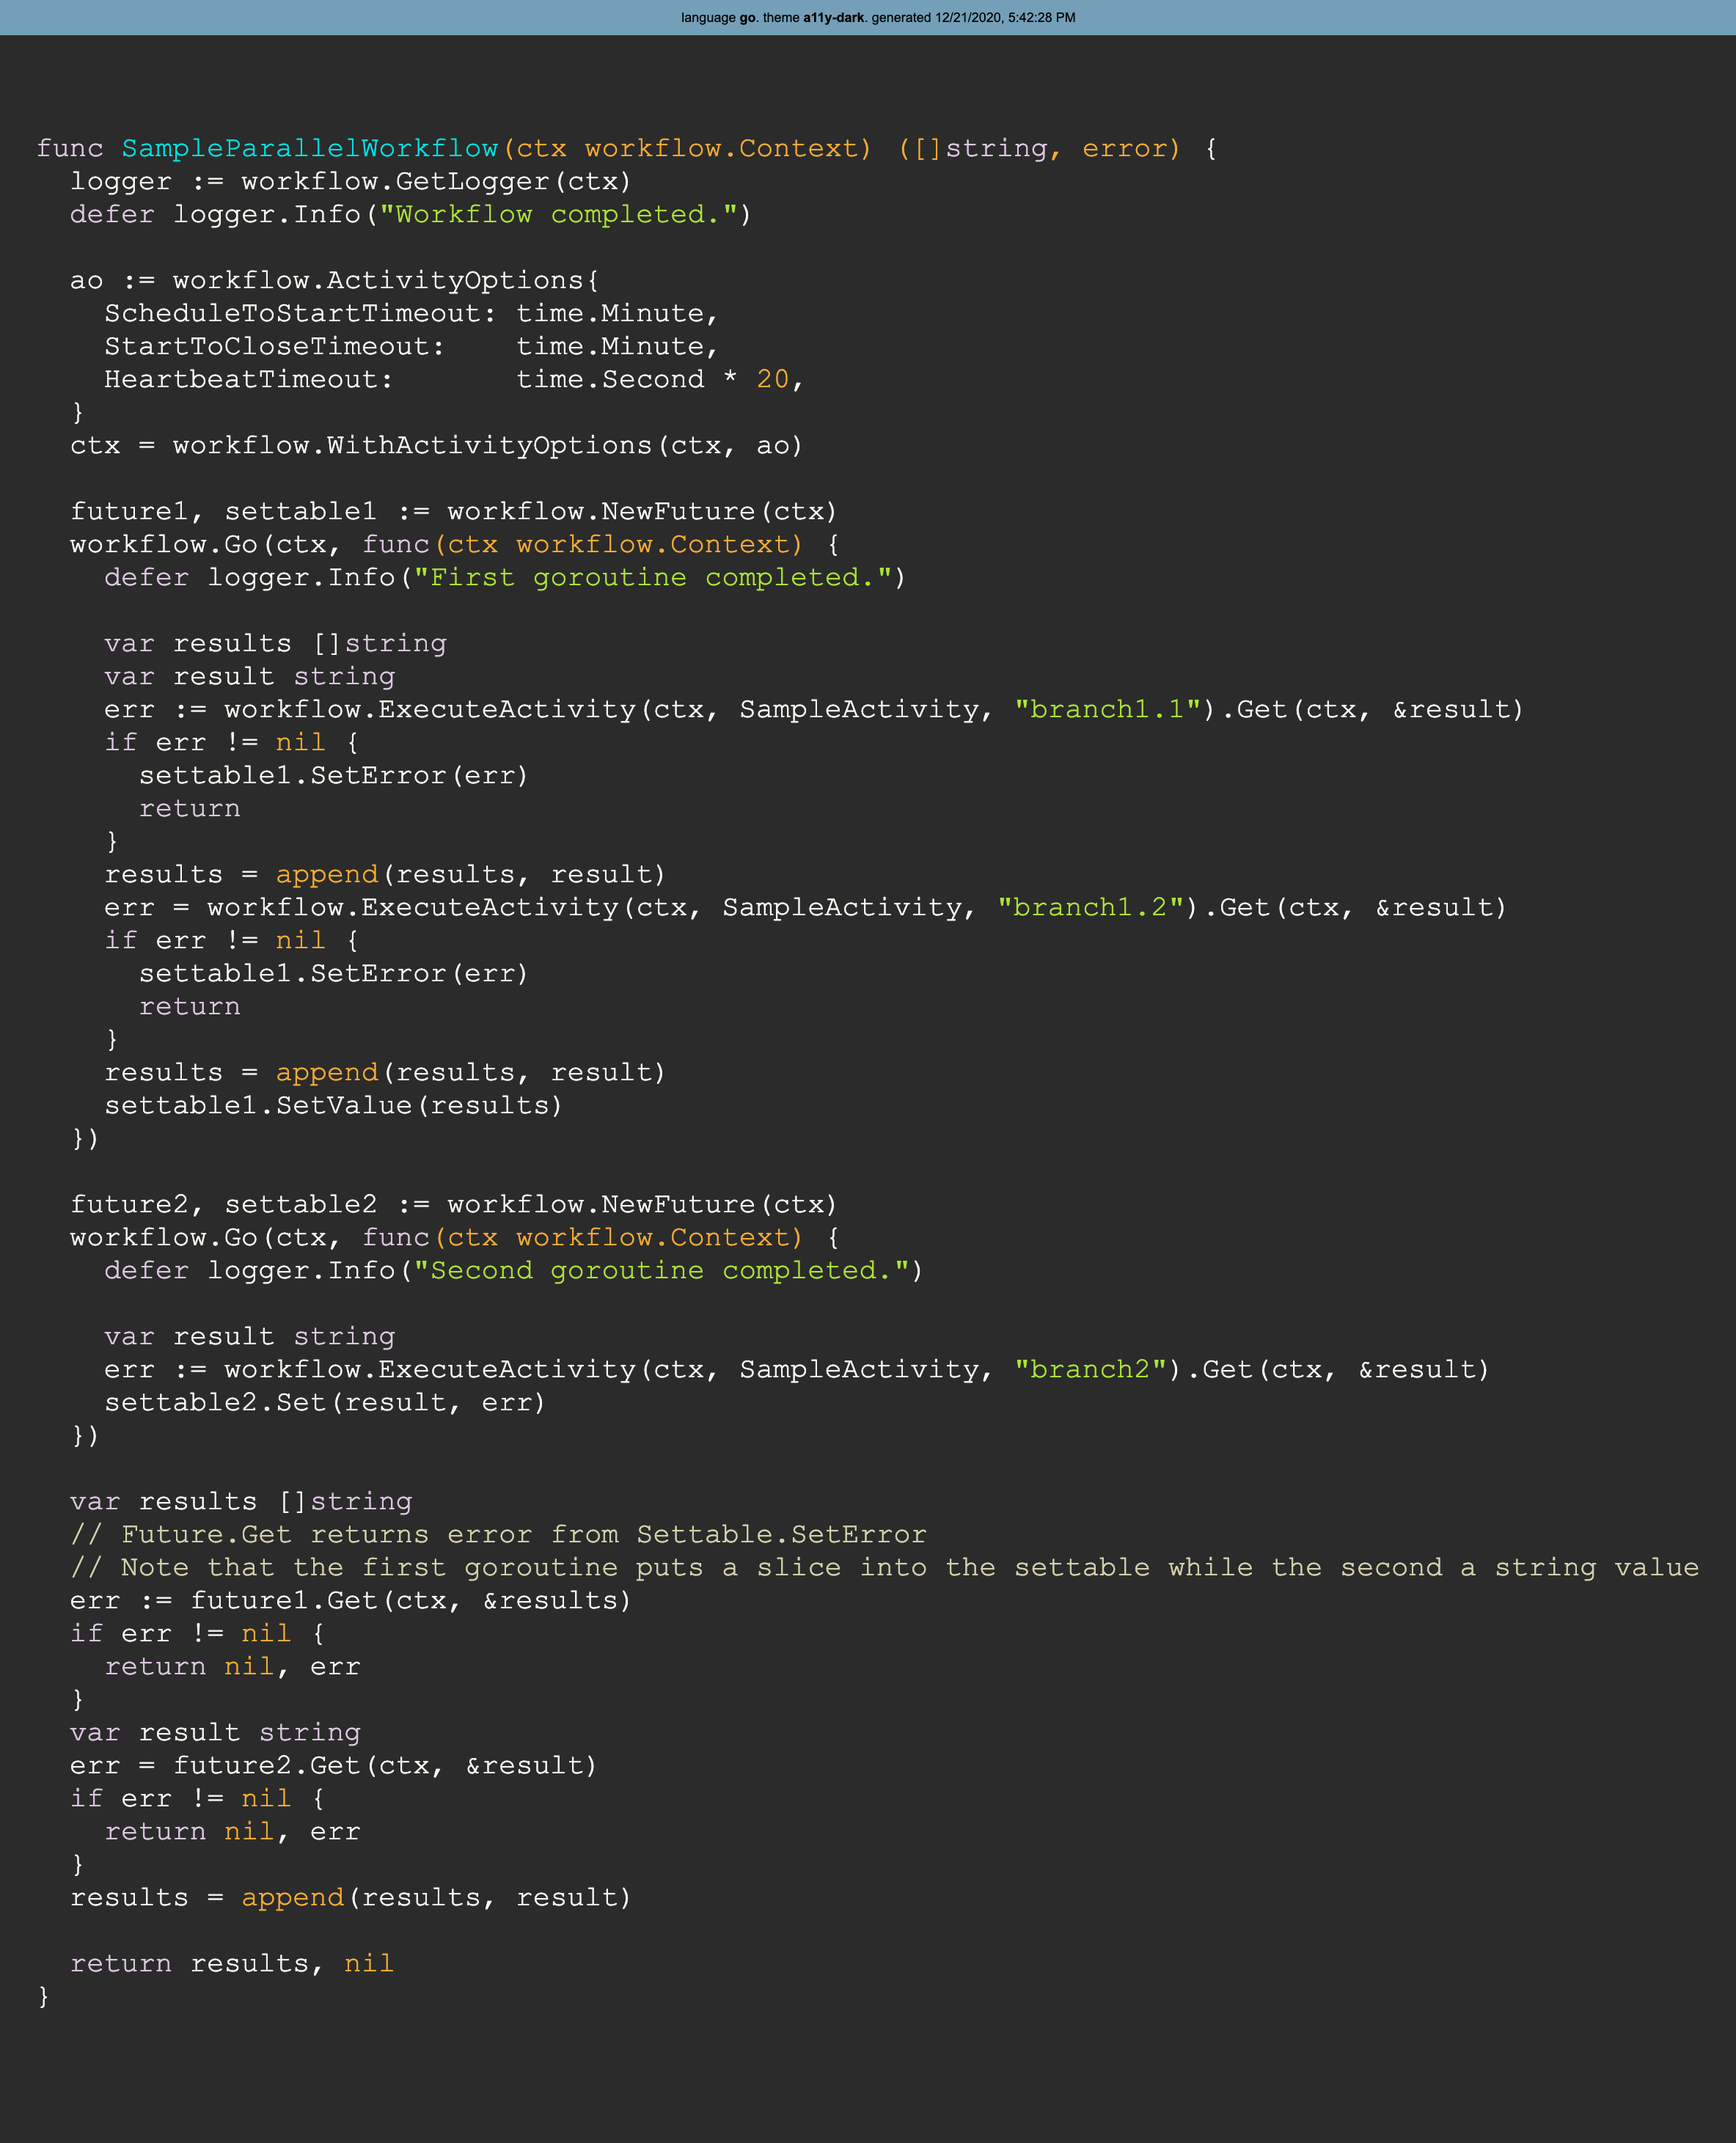 language go. theme a11y-dark. generated 12/21/2020, 5:42:28 PM
func SampleParallelWorkflow(ctx workflow.Context) ([]string, error) {
  logger := workflow.GetLogger(ctx)
  defer logger.Info("Workflow completed.")

  ao := workflow.ActivityOptions{
    ScheduleToStartTimeout: time.Minute,
    StartToCloseTimeout:    time.Minute,
    HeartbeatTimeout:       time.Second * 20,
  }
  ctx = workflow.WithActivityOptions(ctx, ao)

  future1, settable1 := workflow.NewFuture(ctx)
  workflow.Go(ctx, func(ctx workflow.Context) {
    defer logger.Info("First goroutine completed.")

    var results []string
    var result string
    err := workflow.ExecuteActivity(ctx, SampleActivity, "branch1.1").Get(ctx, &result)
    if err != nil {
      settable1.SetError(err)
      return
    }
    results = append(results, result)
    err = workflow.ExecuteActivity(ctx, SampleActivity, "branch1.2").Get(ctx, &result)
    if err != nil {
      settable1.SetError(err)
      return
    }
    results = append(results, result)
    settable1.SetValue(results)
  })

  future2, settable2 := workflow.NewFuture(ctx)
  workflow.Go(ctx, func(ctx workflow.Context) {
    defer logger.Info("Second goroutine completed.")

    var result string
    err := workflow.ExecuteActivity(ctx, SampleActivity, "branch2").Get(ctx, &result)
    settable2.Set(result, err)
  })

  var results []string
  // Future.Get returns error from Settable.SetError
  // Note that the first goroutine puts a slice into the settable while the second a string value
  err := future1.Get(ctx, &results)
  if err != nil {
    return nil, err
  }
  var result string
  err = future2.Get(ctx, &result)
  if err != nil {
    return nil, err
  }
  results = append(results, result)

  return results, nil
}